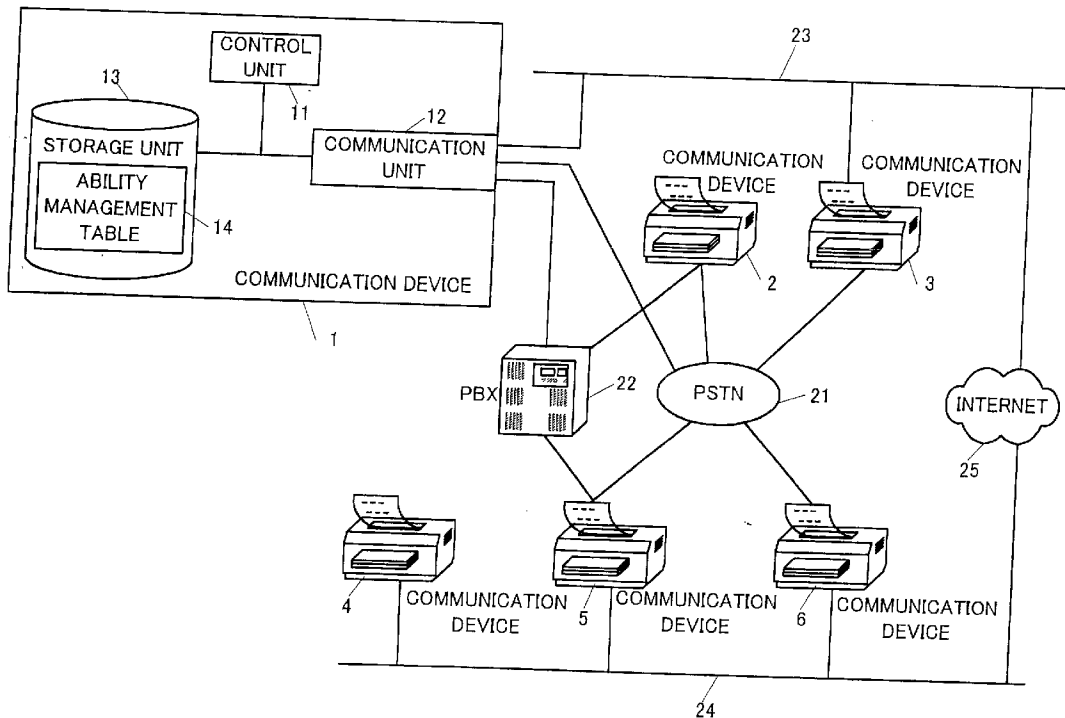 CONTROL
UNIT
11
13
STORAGE UNIT
ABILITY
MANAGEMENT
TABLE
14
12
COMMUNICATION
UNIT
COMMUNICATION DEVICE
1
23
COMMUNICATION
DEVICE
2
COMMUNICATION
DEVICE
3
PBX
22
PSTN
21
INTERNET
25
4
COMMUNICATION
DEVICE
5
COMMUNICATION
DEVICE
6
COMMUNICATION
DEVICE
24